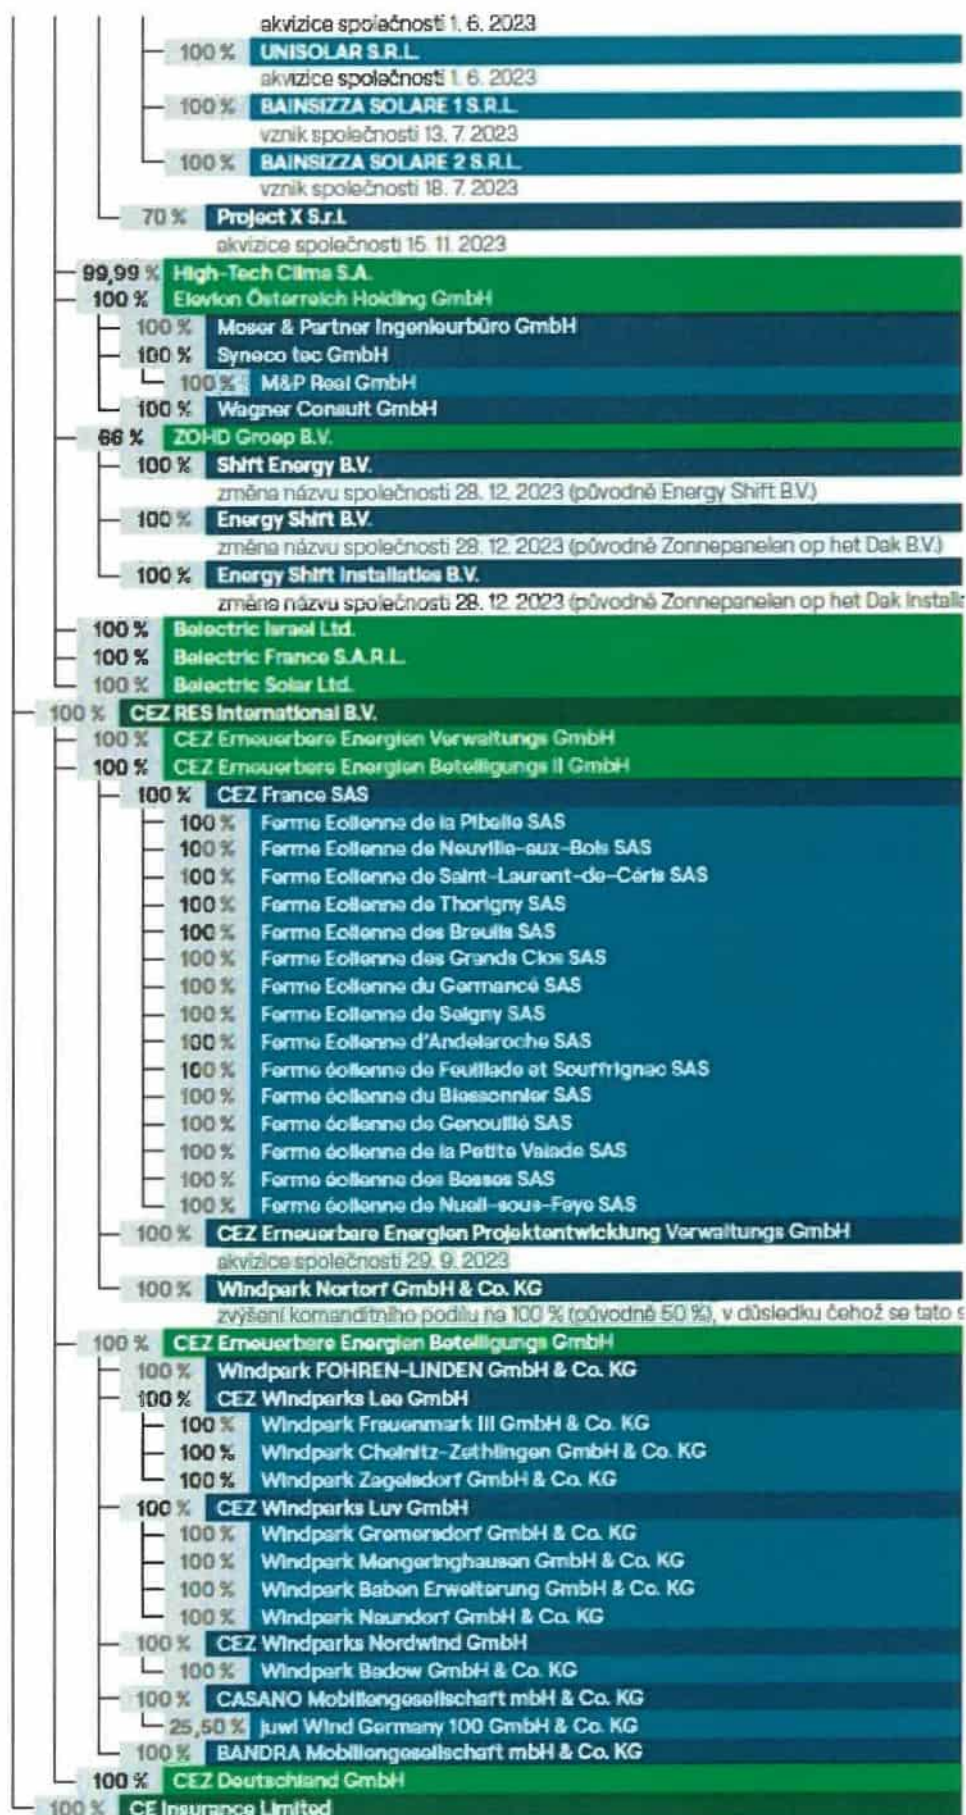 akvizice společnosti 1. 6. 2023
100 % UNISOLAR S.R.L.
akvizice společnosti 1. 6. 2023
100 % BAINSIZZA SOLARE 1 S.R.L.
vznik společnosti 13. 7. 2023
100 % BAINSIZZA SOLARE 2 S.R.L.
vznik společnosti 18. 7. 2023
70 % Project X S.r.l.
akvizice společnosti 15. 11. 2023
99,99 % High-Tech Clima S.A.
100 % Elevion Österreich Holding GmbH
100 % Moser & Partner Ingenieurbüro GmbH
100 % Syneco tec GmbH
100 % M&P Real GmbH
100 % Wagner Consult GmbH
66 % ZOHD Groep B.V.
100 % Shift Energy B.V.
změna názvu společnosti 28. 12. 2023 (původně Energy Shift B.V.)
100 % Energy Shift B.V.
změna názvu společnosti 28. 12. 2023 (původně Zonnepanelen op het Dak B.V.)
100 % Energy Shift Installaties B.V.
změna názvu společnosti 28. 12. 2023 (původně Zonnepanelen op het Dak Installa
100 % Belectric Israel Ltd.
100 % Belectric France S.A.R.L.
100 % Belectric Solar Ltd.
100 % CEZ RES International B.V.
100 % CEZ Erneuerbare Energien Verwaltungs GmbH
100 % CEZ Erneuerbare Energien Beteiligungs II GmbH
100 % CEZ France SAS
100 % Ferme Eolienne de la Piballe SAS
100 % Ferme Eolienne de Neuville-aux-Bois SAS
100 % Ferme Eolienne de Saint-Laurent-de-Céris SAS
100 % Ferme Eolienne de Thorigny SAS
100 % Ferme Eolienne des Breuils SAS
100 % Ferme Eolienne des Grands Clos SAS
100 % Ferme Eolienne du Germancé SAS
100 % Ferme Eolienne de Seigny SAS
100 % Ferme Eolienne d'Andelaroche SAS
100 % Ferme éolienne de Feuillade et Souffrignac SAS
100 % Ferme éolienne du Blessonnier SAS
100 % Ferme éolienne de Genouillé SAS
100 % Ferme éolienne de la Petite Valade SAS
100 % Ferme éolienne des Besses SAS
100 % Ferme éolienne de Nueil-sous-Faye SAS
100 % CEZ Erneuerbare Energien Projektentwicklung Verwaltungs GmbH
akvizice společnosti 29. 9. 2023
100 % Windpark Nortorf GmbH & Co. KG
zvýšení komanditního podílu na 100 % (původně 50 %), v důsledku čehož se tato s
100 % CEZ Erneuerbare Energien Beteiligungs GmbH
100 % Windpark FOHREN-LINDEN GmbH & Co. KG
100 % CEZ Windparks Lee GmbH
100 % Windpark Frauenmark III GmbH & Co. KG
100 % Windpark Cheinitz-Zethlingen GmbH & Co. KG
100 % Windpark Zagelsdorf GmbH & Co. KG
100 % CEZ Windparks Luv GmbH
100 % Windpark Gremersdorf GmbH & Co. KG
100 % Windpark Mengeringhausen GmbH & Co. KG
100 % Windpark Baben Erweiterung GmbH & Co. KG
100 % Windpark Naundorf GmbH & Co. KG
100 % CEZ Windparks Nordwind GmbH
100 % Windpark Badow GmbH & Co. KG
100 % CASANO Mobiliengesellschaft mbH & Co. KG
25,50 % juwi Wind Germany 100 GmbH & Co. KG
100 % BANDRA Mobiliengesellschaft mbH & Co. KG
100 % CEZ Deutschland GmbH
100 % CE Insurance Limited